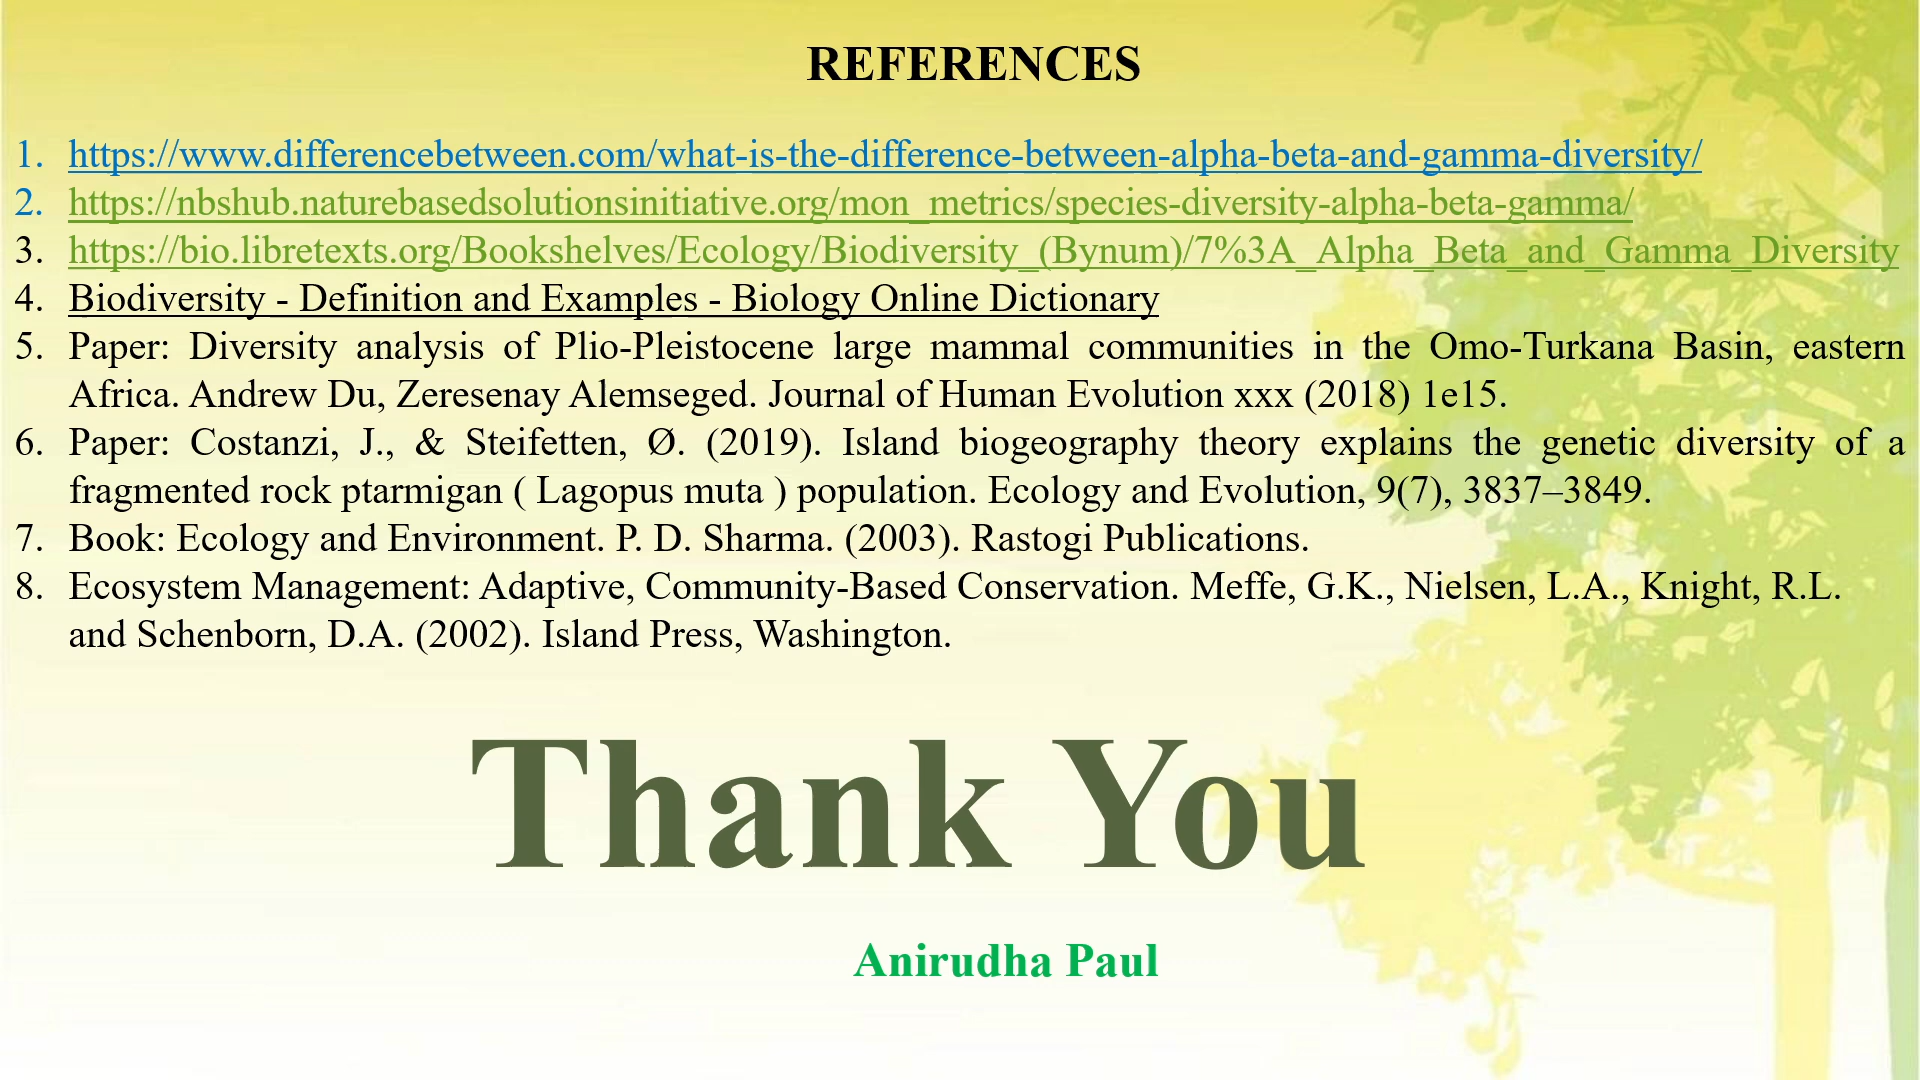 REFERENCES
1. https://www.differencebetween.com/what-is-the-difference-between-alpha-beta-and-gamma-diversity/
2. https://nbshub.naturebasedsolutionsinitiative.org/mon_metrics/species-diversity-alpha-beta-gamma/
3. https://bio.libretexts.org/Bookshelves/Ecology/Biodiversity_(Bynum)/7%3A_Alpha_Beta_and_Gamma_Diversity
4. Biodiversity - Definition and Examples - Biology Online Dictionary
5. Paper: Diversity analysis of Plio-Pleistocene large mammal communities in the Omo-Turkana Basin, eastern
Africa. Andrew Du, Zeresenay Alemseged. Journal of Human Evolution xxx (2018) 1e15.
6. Paper: Costanzi, J., & Steifetten, Ø. (2019). Island biogeography theory explains the genetic diversity of a
fragmented rock ptarmigan ( Lagopus muta ) population. Ecology and Evolution, 9(7), 3837–3849.
7. Book: Ecology and Environment. P. D. Sharma. (2003). Rastogi Publications.
8. Ecosystem Management: Adaptive, Community-Based Conservation. Meffe, G.K., Nielsen, L.A., Knight, R.L.
and Schenborn, D.A. (2002). Island Press, Washington.
Thank You
Anirudha Paul